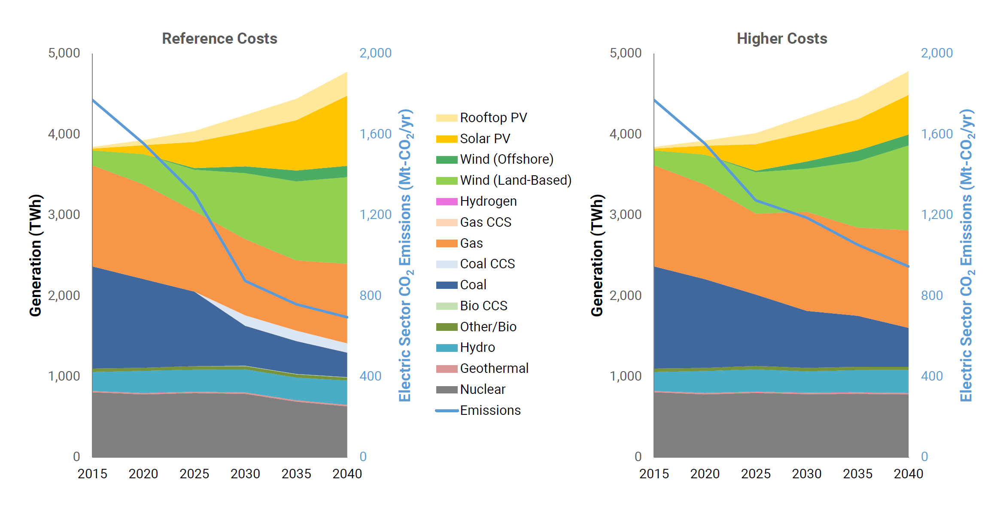 Reference Costs
5,000
4,000
3,000
2,000
1,000
0
Generation (TWh)
2015 2020 2025 2030 2035 2040
2,000
1,600
1,200
800
400
0
Electric Sector CO2 Emissions (Mt-CO2/yr)
Rooftop PV
Solar PV
Wind (Offshore)
Wind (Land-Based)
Hydrogen
Gas CCS
Gas
Coal CCS
Coal
Bio CCS
Other/Bio
Hydro
Geothermal
Nuclear
Emissions
Higher Costs
5,000
4,000
3,000
2,000
1,000
0
Generation (TWh)
2015 2020 2025 2030 2035 2040
2,000
1,600
1,200
800
400
0
Electric Sector CO2 Emissions (Mt-CO2/yr)